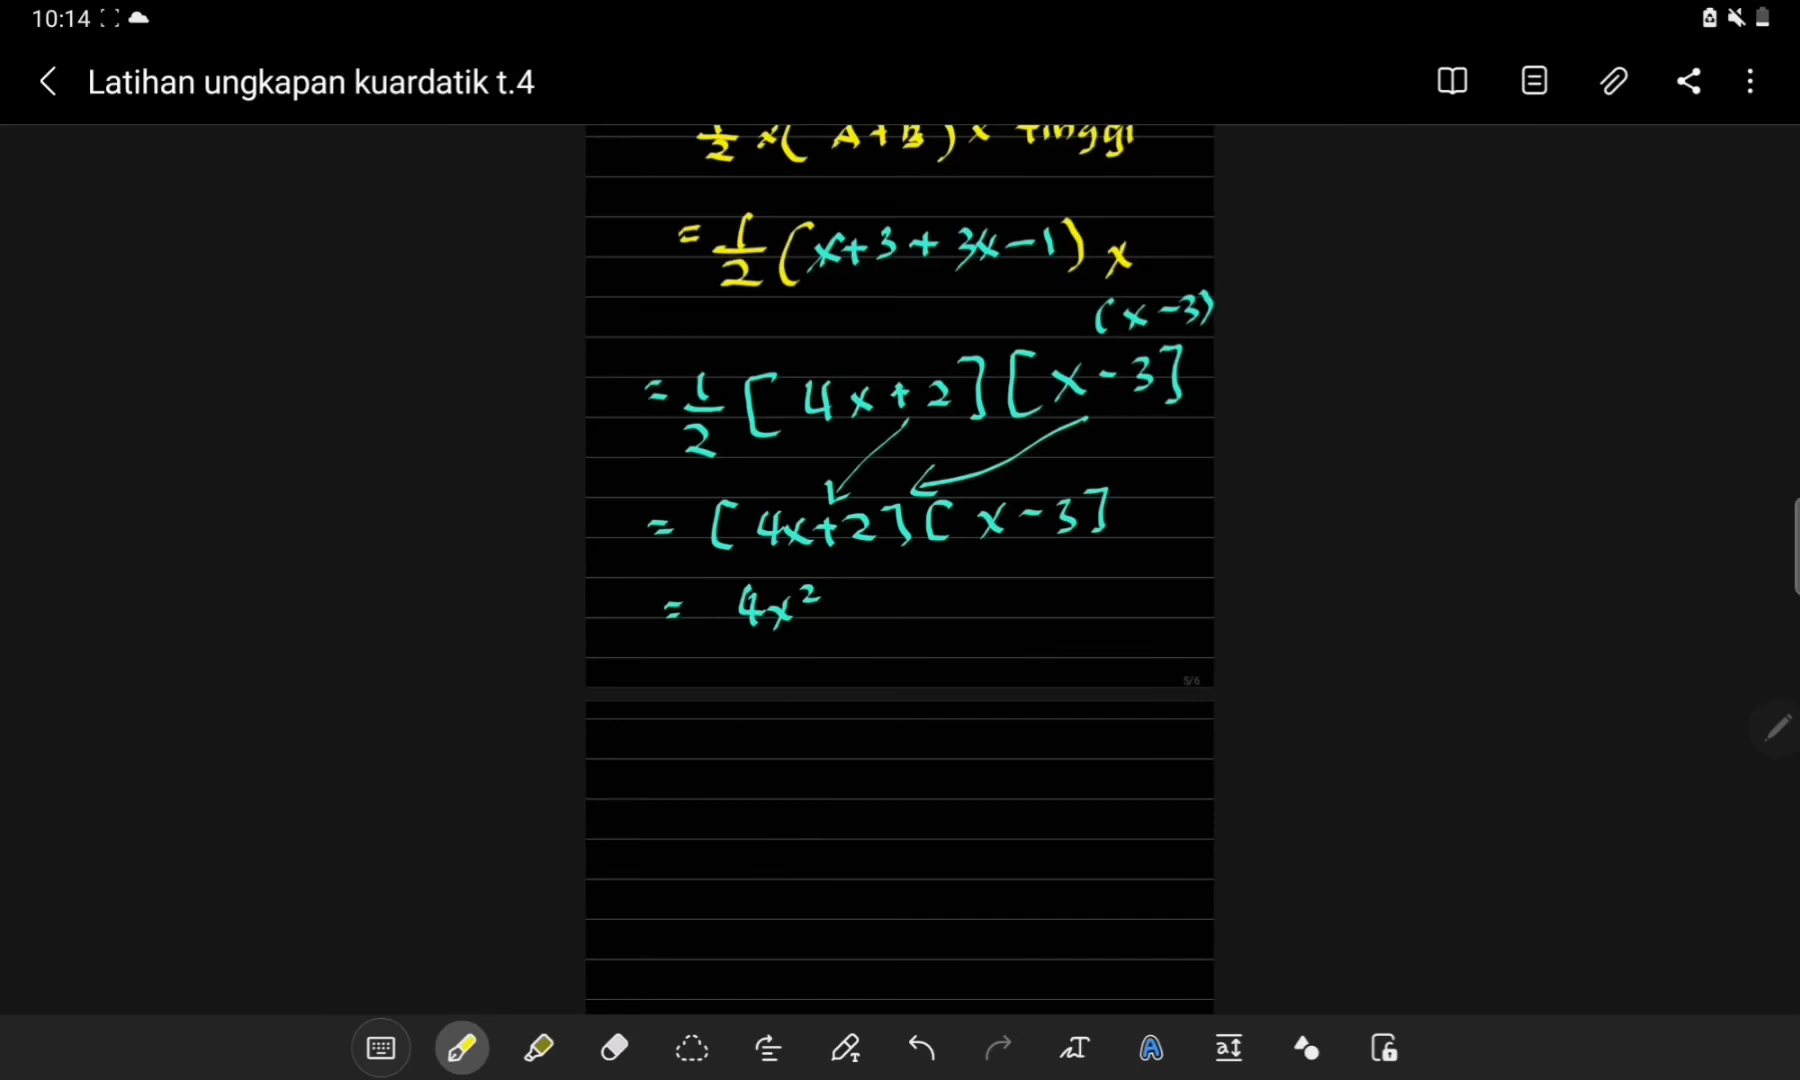 10:14
Latihan ungkapan kuardatik t.4
1/2 x ( A + B ) x tinggi
= 1/2 ( x + 3 + 3x - 1 ) x
(x - 3)
= 1/2 [ 4x + 2 ] [ x - 3 ]
= [ 4x + 2 ] [ x - 3 ]
= 4x²
5/6